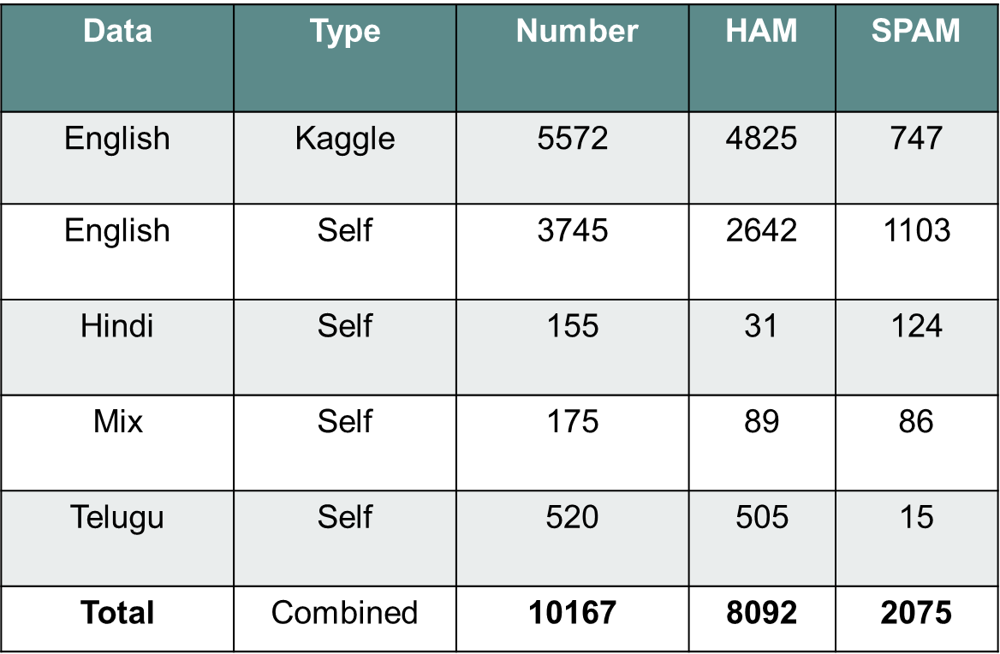 Data Type Number HAM SPAM
English Kaggle 5572 4825 747
English Self 3745 2642 1103
Hindi Self 155 31 124
Mix Self 175 89 86
Telugu Self 520 505 15
Total Combined 10167 8092 2075